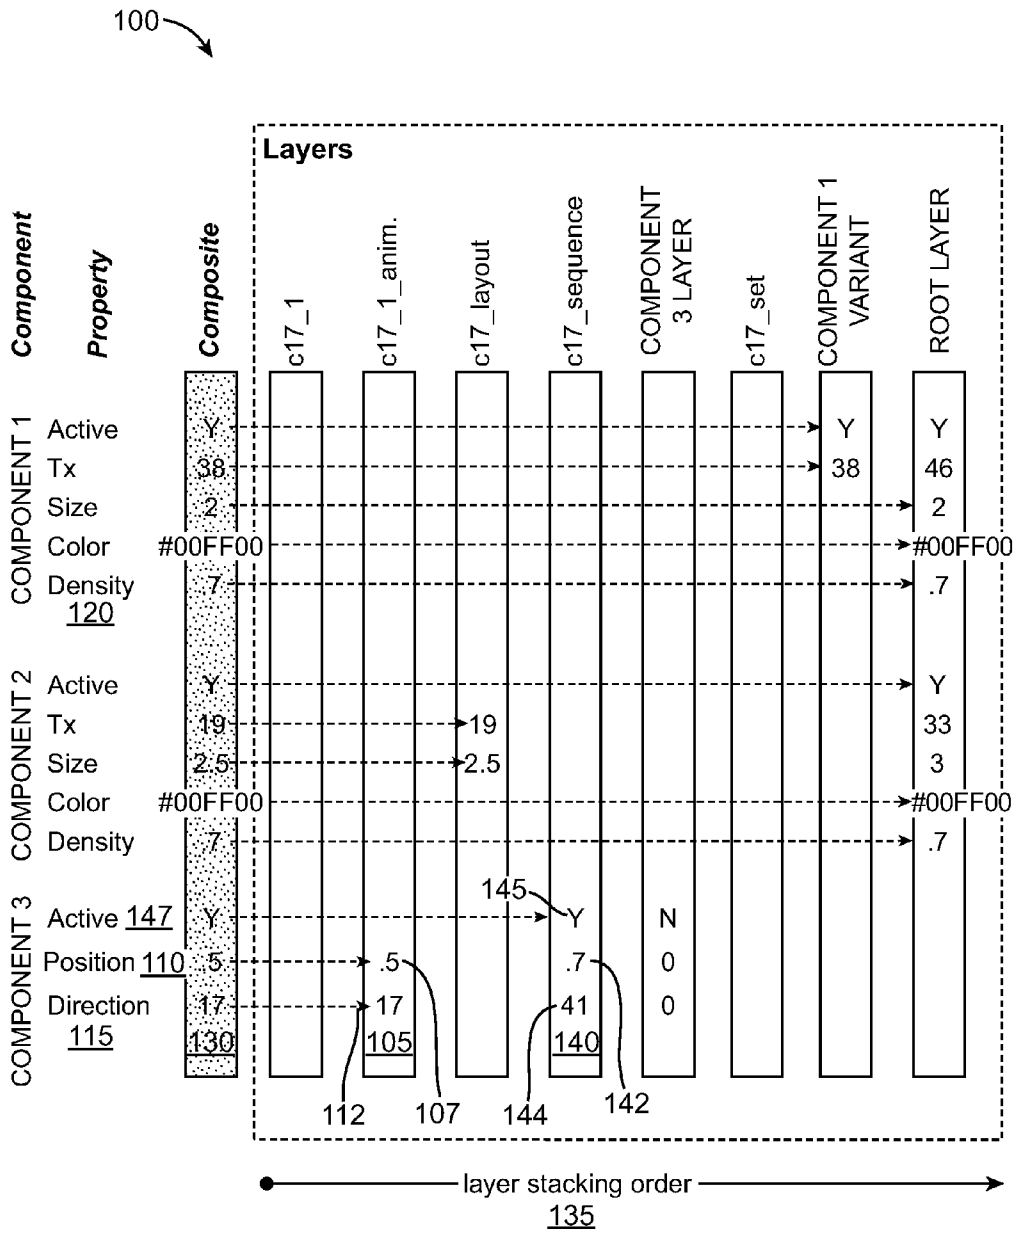 100
Layers
Component
Property
Composite
c17_1
c17_1_anim.
c17_layout
c17_sequence
COMPONENT
3 LAYER
c17_set
COMPONENT 1
VARIANT
ROOT LAYER
COMPONENT 1
Active Y Y Y
Tx 38 38 46
Size 2 2
Color #00FF00 #00FF00
Density .7 .7
120
COMPONENT 2
Active Y Y
Tx 19 19 33
Size 2.5 2.5 3
Color #00FF00 #00FF00
Density .7 .7
145
COMPONENT 3
Active 147 Y Y N
Position 110 .5 .5 .7 0
Direction 17 17 41 0
115 130 105 140
112 107 144 142
layer stacking order
135